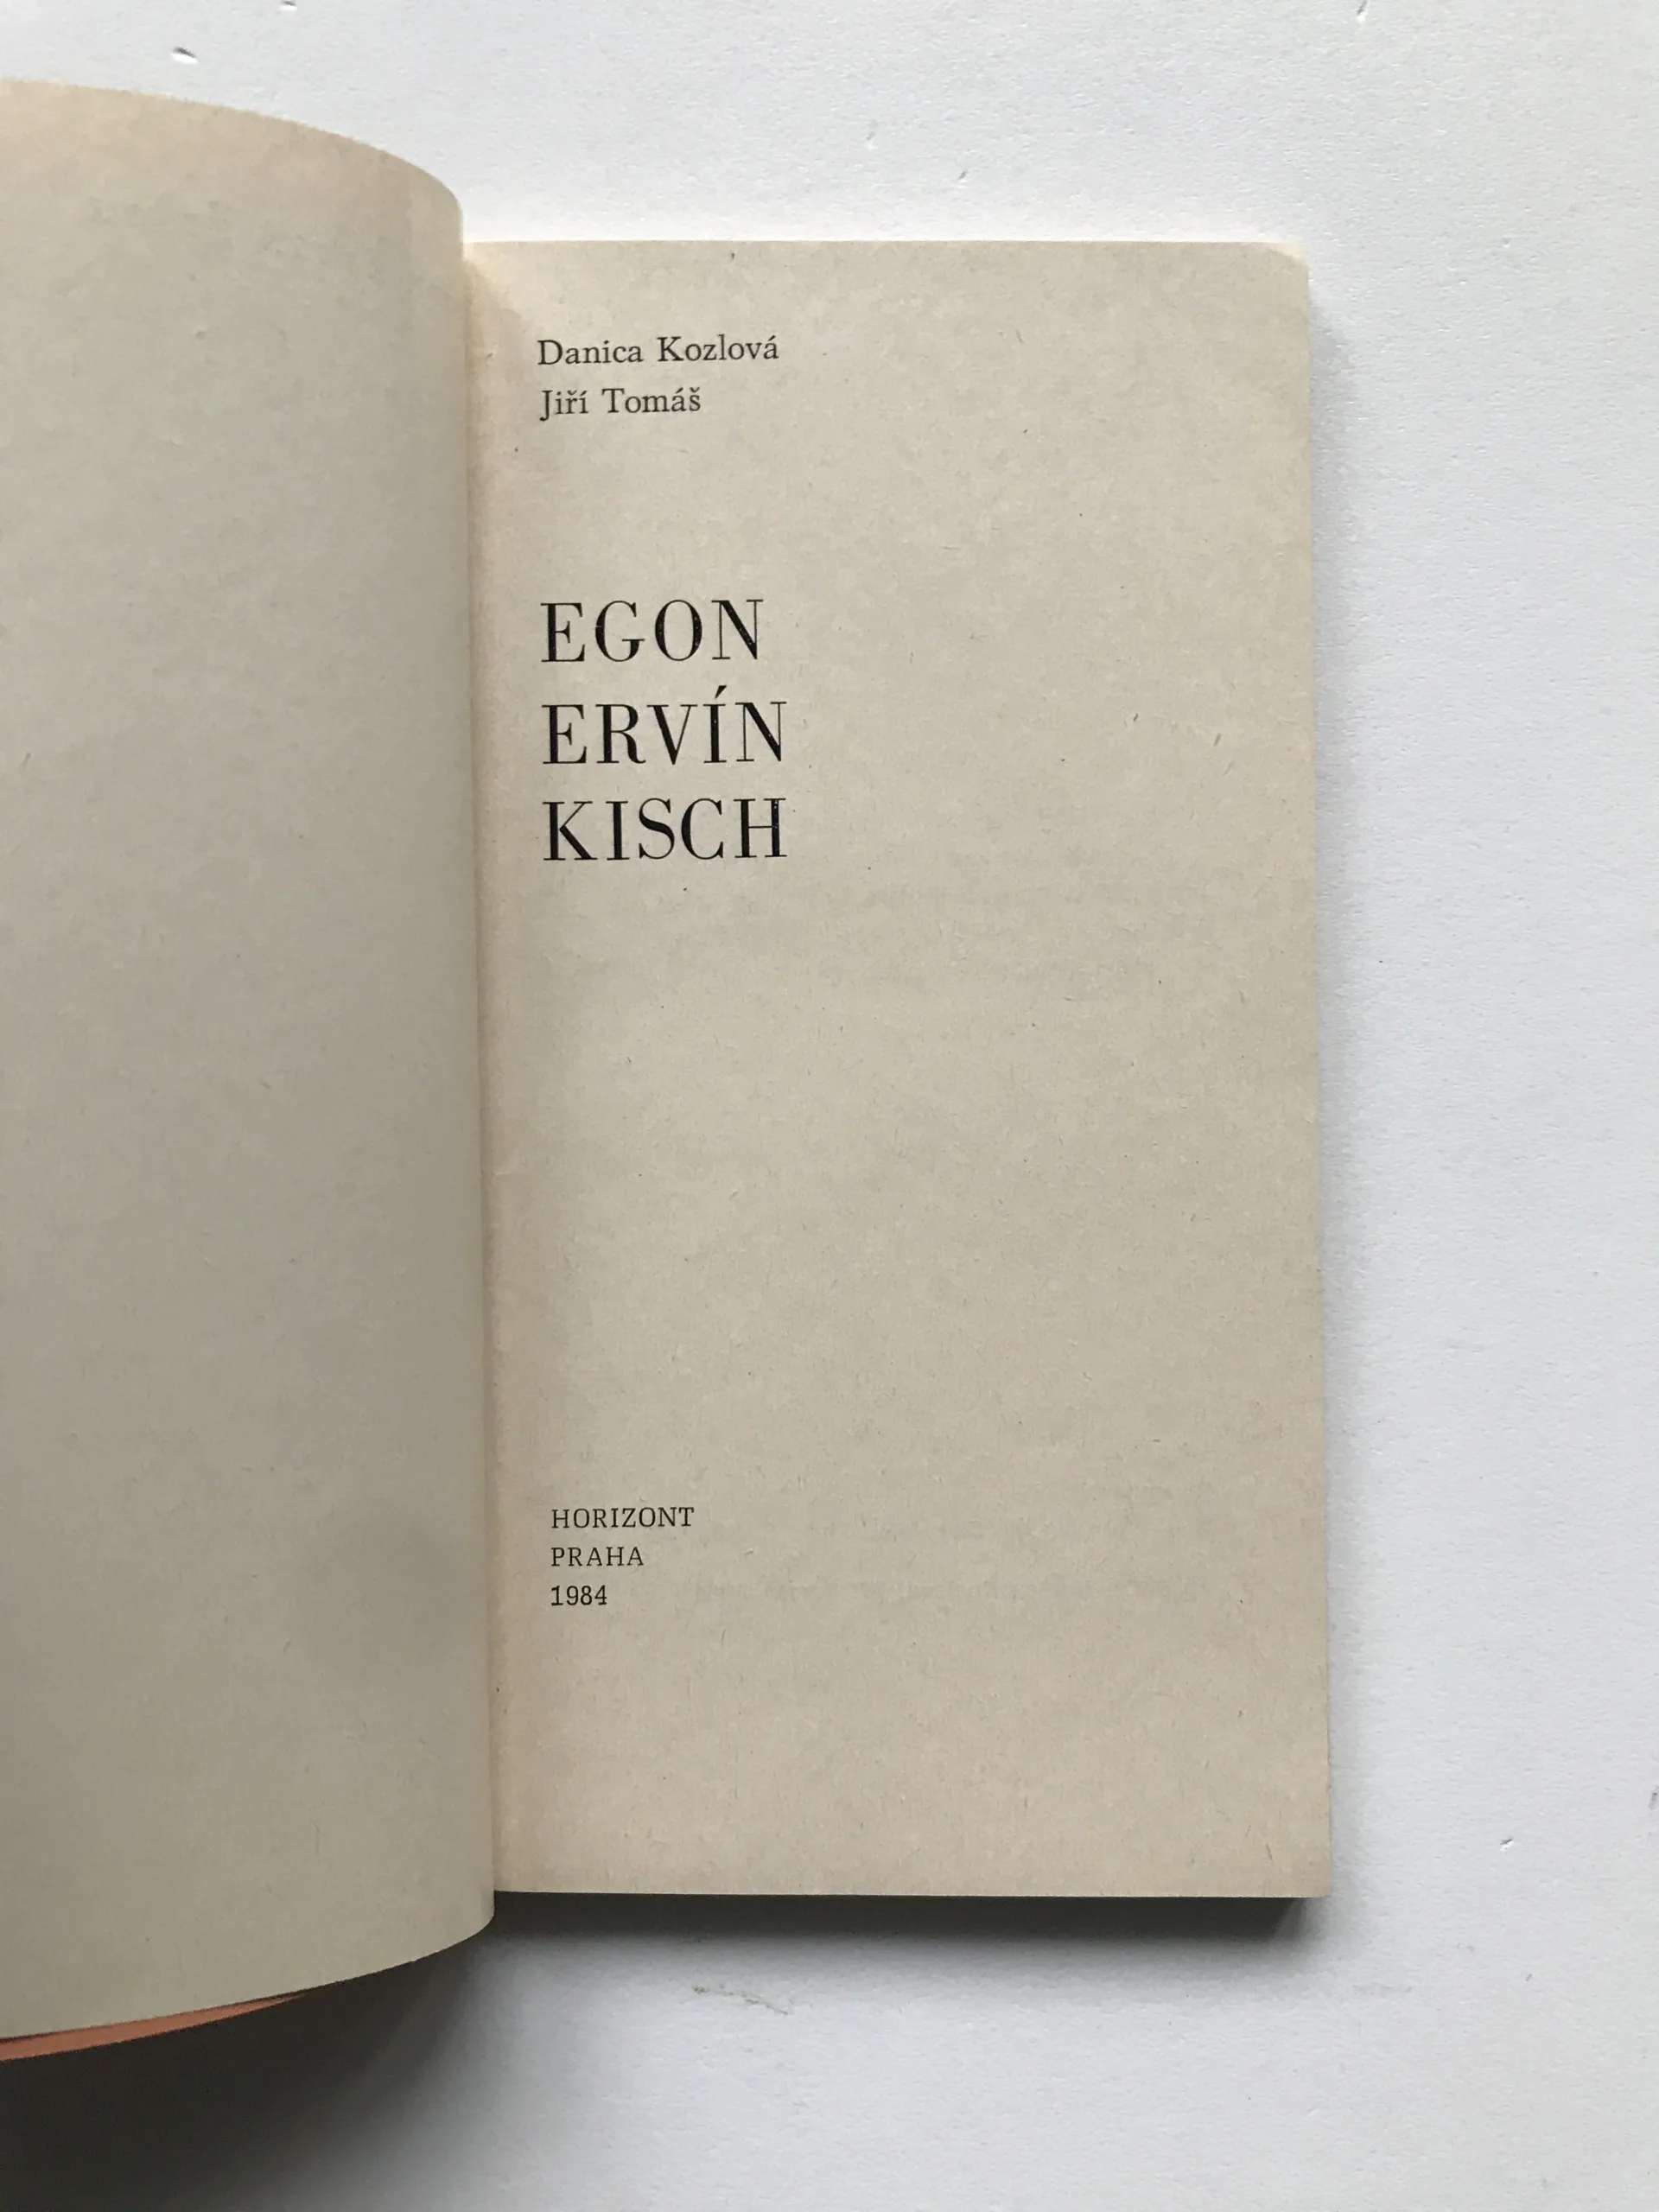 Danica Kozlová
Jiří Tomáš
EGON
ERVÍN
KISCH
HORIZONT
PRAHA
1984